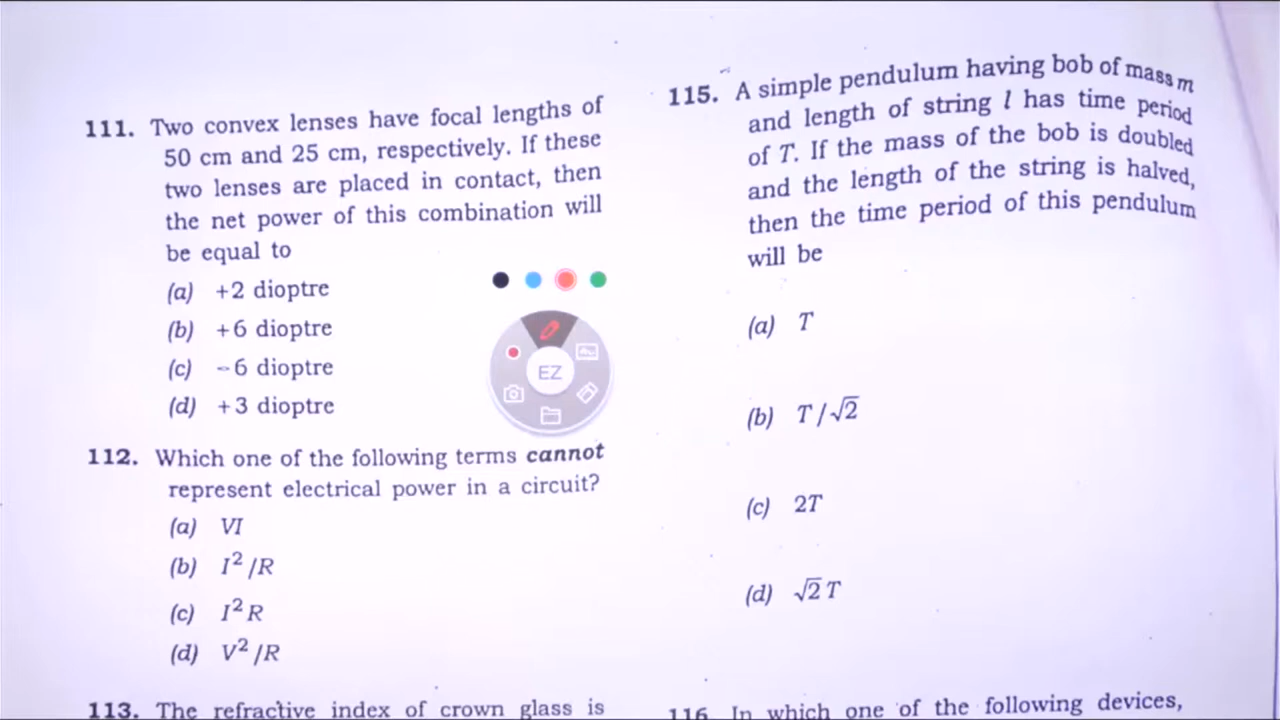 111. Two convex lenses have focal lengths of
50 cm and 25 cm, respectively. If these
two lenses are placed in contact, then
the net power of this combination will
be equal to
(a) +2 dioptre
(b) +6 dioptre
(c) -6 dioptre
(d) +3 dioptre
EZ
112. Which one of the following terms cannot
represent electrical power in a circuit?
(a) VI
(b) I²/R
(c) I²R
(d) V²/R
113. The refractive index of crown glass is
115. A simple pendulum having bob of mass m
and length of string l has time period
of T. If the mass of the bob is doubled
and the length of the string is halved,
then the time period of this pendulum
will be
(a) T
(b) T/√2
(c) 2T
(d) √2T
116. In which one of the following devices,